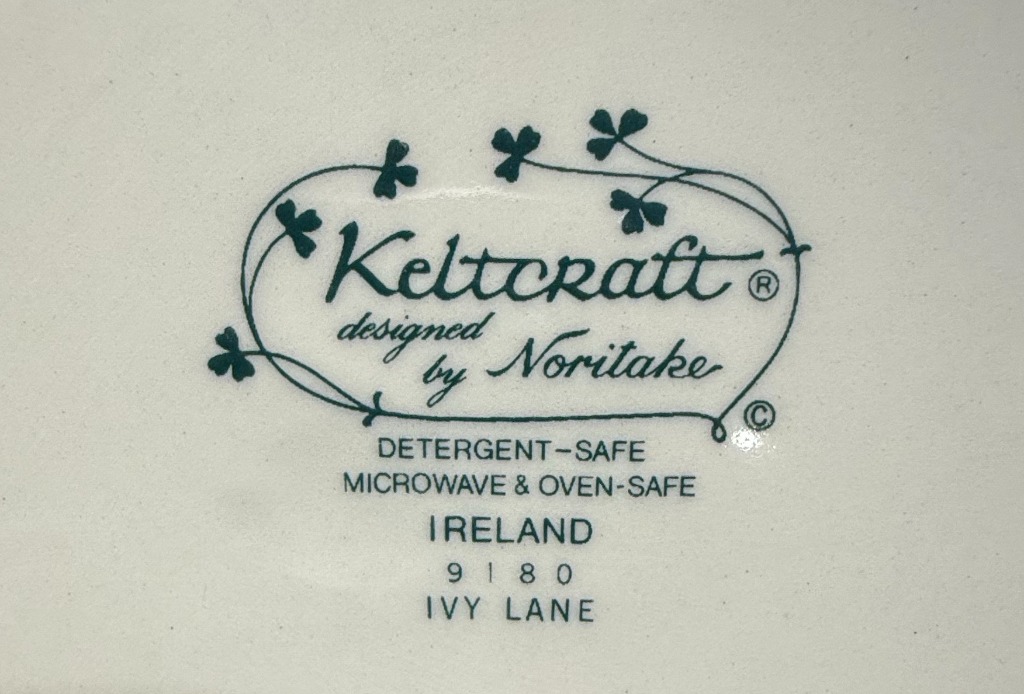 Keltcraft ®
designed
by Noritake
©
DETERGENT-SAFE
MICROWAVE & OVEN-SAFE
IRELAND
9180
IVY LANE